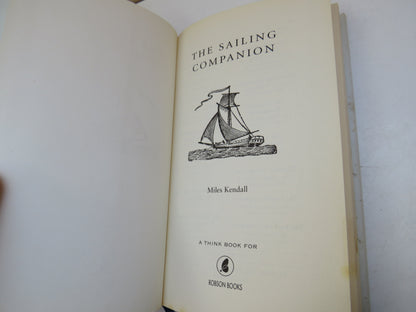 THE SAILING
COMPANION
Miles Kendall
A THINK BOOK FOR
ROBSON BOOKS